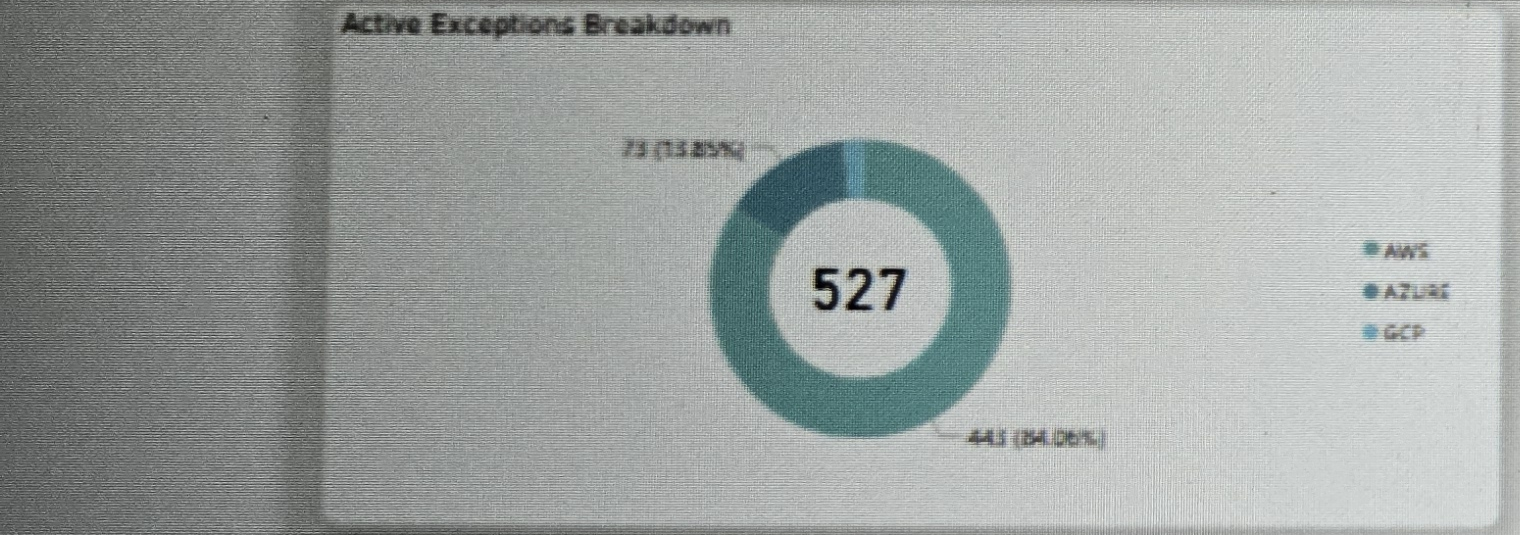 Active Exceptions Breakdown
73 (13.85%)
527
AWS
AZURE
GCP
443 (84.06%)